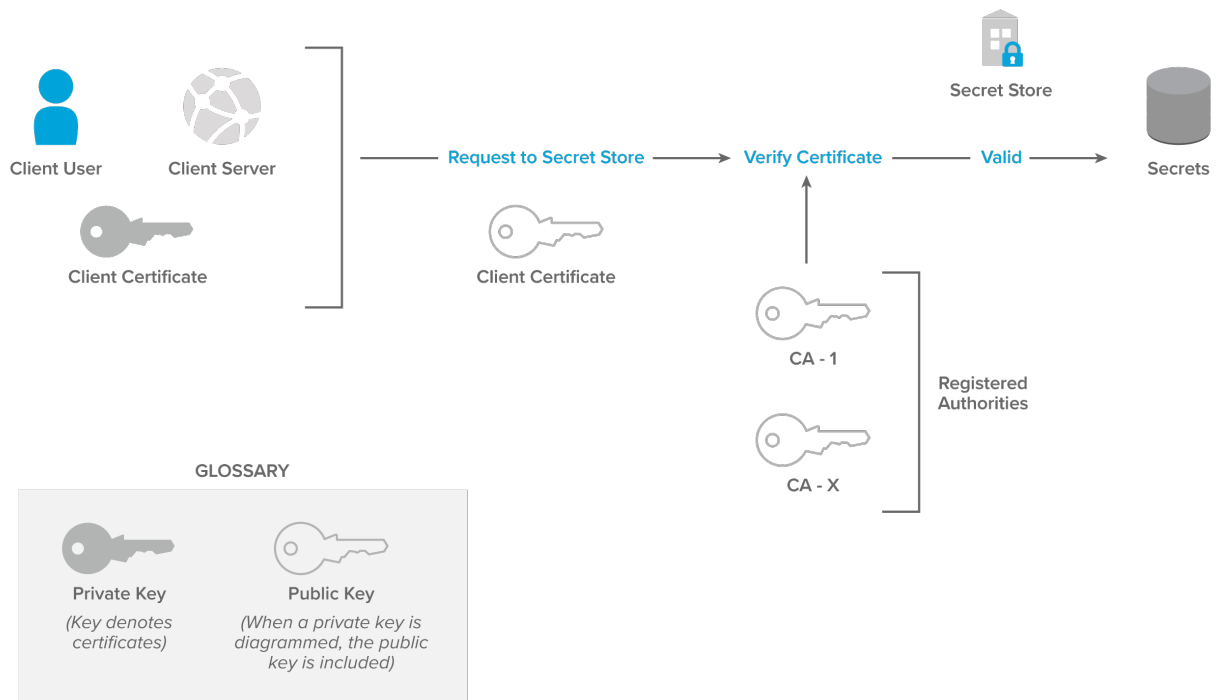 Secret Store
Client User
Client Server
Request to Secret Store
Verify Certificate
Valid
Secrets
Client Certificate
Client Certificate
CA - 1
Registered
Authorities
CA - X
GLOSSARY
Private Key
(Key denotes
certificates)
Public Key
(When a private key is
diagrammed, the public
key is included)